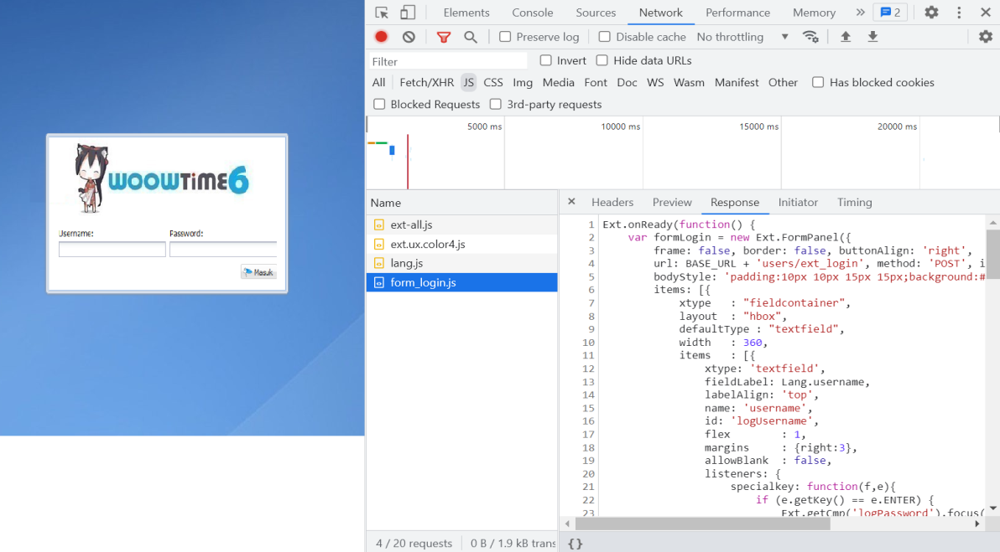 WOOWTIME6
Username:
Password:
Masuk
Elements
Console
Sources
Network
Performance
Memory
2
Preserve log
Disable cache
No throttling
Filter
Invert
Hide data URLs
All
Fetch/XHR
JS
CSS
Img
Media
Font
Doc
WS
Wasm
Manifest
Other
Has blocked cookies
Blocked Requests
3rd-party requests
5000 ms
10000 ms
15000 ms
20000 ms
Name
ext-all.js
ext.ux.color4.js
lang.js
form_login.js
4 / 20 requests
0 B / 1.9 kB trans
Headers
Preview
Response
Initiator
Timing
1 Ext.onReady(function() {
2 var formLogin = new Ext.FormPanel({
3 frame: false, border: false, buttonAlign: 'right',
4 url: BASE_URL + 'users/ext_login', method: 'POST', i
5 bodyStyle: 'padding:10px 10px 15px 15px;background:#
6 items: [{
7 xtype : "fieldcontainer",
8 layout : "hbox",
9 defaultType : "textfield",
10 width : 360,
11 items : [{
12 xtype: 'textfield',
13 fieldLabel: Lang.username,
14 labelAlign: 'top',
15 name: 'username',
16 id: 'logUsername',
17 flex : 1,
18 margins : {right:3},
19 allowBlank : false,
20 listeners: {
21 specialkey: function(f,e){
22 if (e.getKey() == e.ENTER) {
23 Ext.getCmp('logPassword').focus(
{}